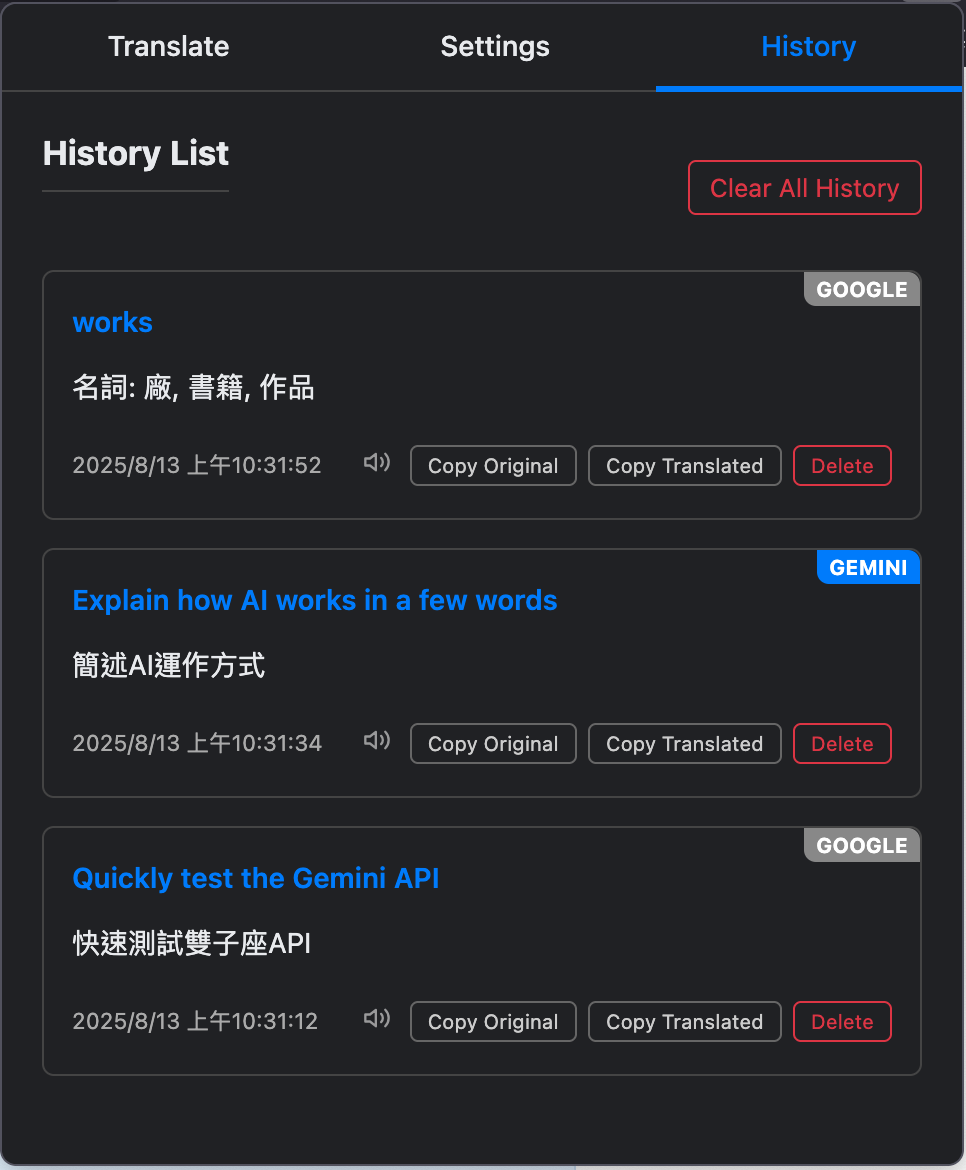 Translate Settings History
History List
Clear All History
GOOGLE
works
名詞: 廠, 書籍, 作品
2025/8/13 上午10:31:52 Copy Original Copy Translated Delete
GEMINI
Explain how AI works in a few words
簡述AI運作方式
2025/8/13 上午10:31:34 Copy Original Copy Translated Delete
GOOGLE
Quickly test the Gemini API
快速測試雙子座API
2025/8/13 上午10:31:12 Copy Original Copy Translated Delete